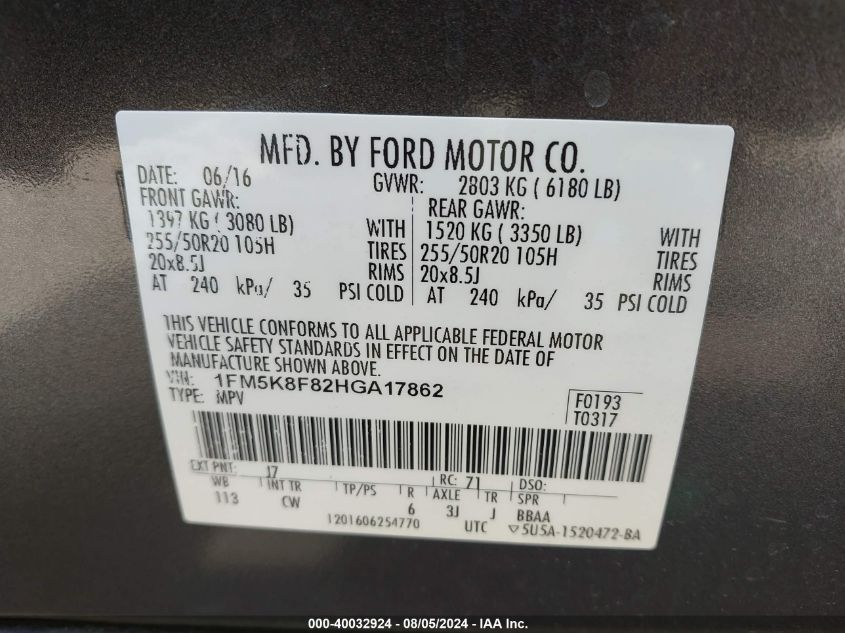 MFD. BY FORD MOTOR CO.
DATE: 06/16 GVWR: 2803 KG ( 6180 LB)
FRONT GAWR: REAR GAWR:
1397 KG ( 3080 LB) WITH 1520 KG ( 3350 LB) WITH
255/50R20 105H TIRES 255/50R20 105H TIRES
20x8.5J RIMS 20x8.5J RIMS
AT 240 kPa/ 35 PSI COLD AT 240 kPa/ 35 PSI COLD
THIS VEHICLE CONFORMS TO ALL APPLICABLE FEDERAL MOTOR
VEHICLE SAFETY STANDARDS IN EFFECT ON THE DATE OF
MANUFACTURE SHOWN ABOVE.
VIN: 1FM5K8F82HGA17862
TYPE: MPV F0193
T0317
EXT PNT: J7 RC: 71 DSO:
WB INT TR TP/PS R AXLE TR SPR
113 CW 6 3J J BBAA
1201606254770 UTC ▽5U5A-1520472-BA
000-40032924 - 08/05/2024 - IAA Inc.